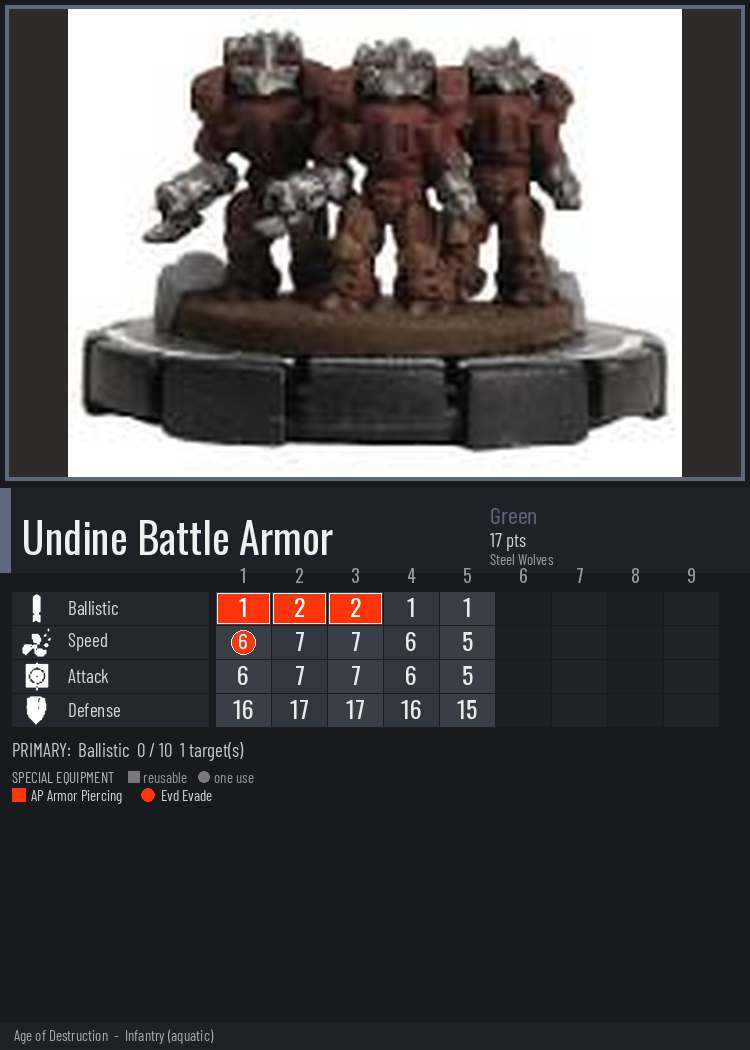 Undine Battle Armor
Green
17 pts
Steel Wolves
1 2 3 4 5 6 7 8 9
Ballistic 1 2 2 1 1
Speed 6 7 7 6 5
Attack 6 7 7 6 5
Defense 16 17 17 16 15
PRIMARY: Ballistic 0 / 10 1 target(s)
SPECIAL EQUIPMENT reusable one use
AP Armor Piercing Evd Evade
Age of Destruction - Infantry (aquatic)